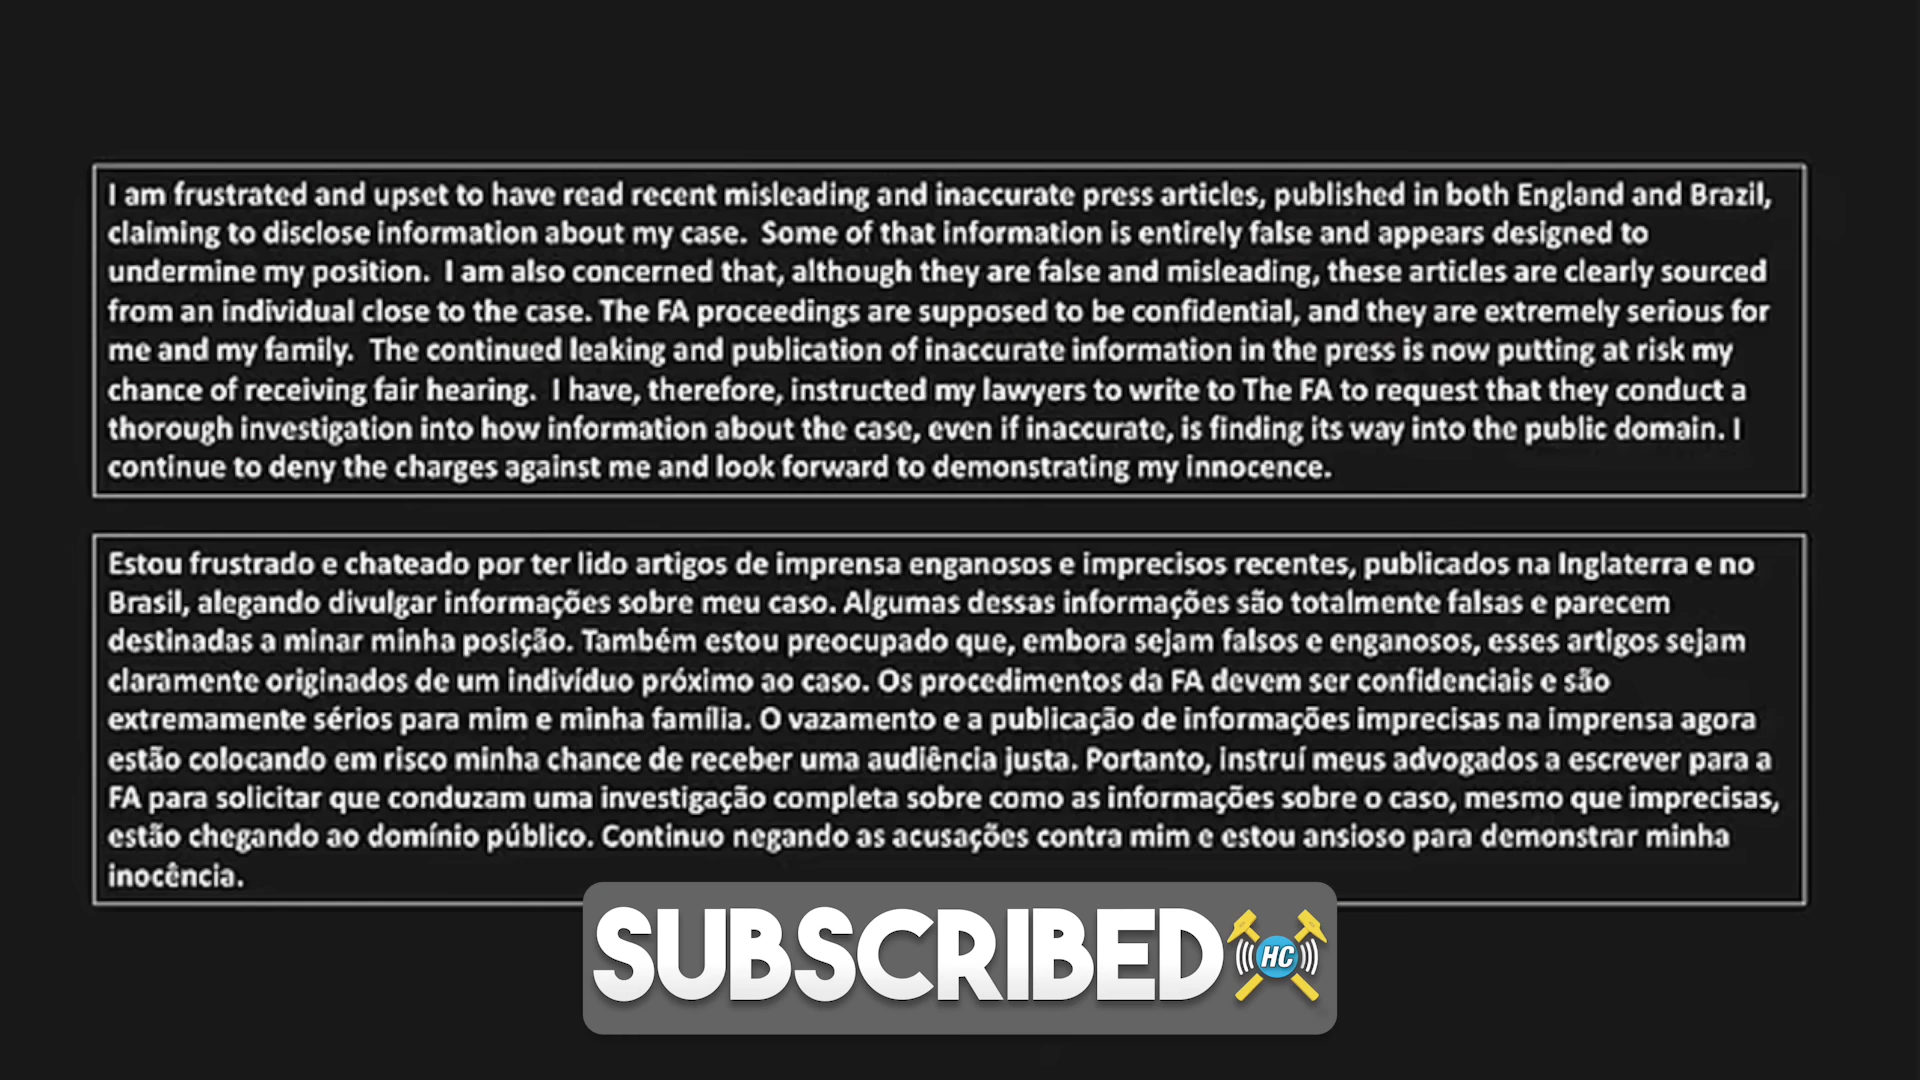 I am frustrated and upset to have read recent misleading and inaccurate press articles, published in both England and Brazil,
claiming to disclose information about my case.  Some of that information is entirely false and appears designed to
undermine my position.  I am also concerned that, although they are false and misleading, these articles are clearly sourced
from an individual close to the case. The FA proceedings are supposed to be confidential, and they are extremely serious for
me and my family.  The continued leaking and publication of inaccurate information in the press is now putting at risk my
chance of receiving fair hearing.  I have, therefore, instructed my lawyers to write to The FA to request that they conduct a
thorough investigation into how information about the case, even if inaccurate, is finding its way into the public domain. I
continue to deny the charges against me and look forward to demonstrating my innocence.
Estou frustrado e chateado por ter lido artigos de imprensa enganosos e imprecisos recentes, publicados na Inglaterra e no
Brasil, alegando divulgar informações sobre meu caso. Algumas dessas informações são totalmente falsas e parecem
destinadas a minar minha posição. Também estou preocupado que, embora sejam falsos e enganosos, esses artigos sejam
claramente originados de um indivíduo próximo ao caso. Os procedimentos da FA devem ser confidenciais e são
extremamente sérios para mim e minha família. O vazamento e a publicação de informações imprecisas na imprensa agora
estão colocando em risco minha chance de receber uma audiência justa. Portanto, instruí meus advogados a escrever para a
FA para solicitar que conduzam uma investigação completa sobre como as informações sobre o caso, mesmo que imprecisas,
estão chegando ao domínio público. Continuo negando as acusações contra mim e estou ansioso para demonstrar minha
inocência.
SUBSCRIBED HC